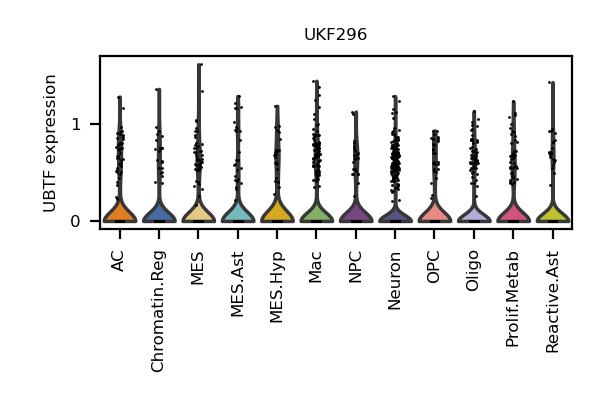 UKF296
UBTF expression
1
0
AC
Chromatin.Reg
MES
MES.Ast
MES.Hyp
Mac
NPC
Neuron
OPC
Oligo
Prolif.Metab
Reactive.Ast